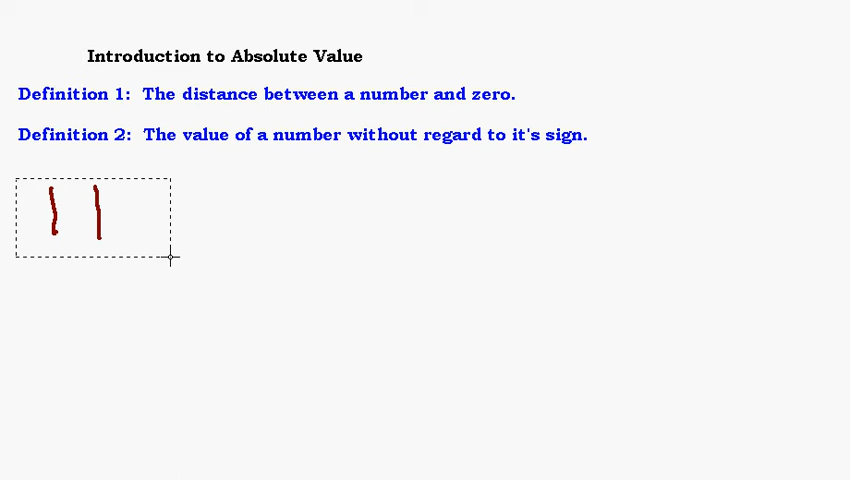 Introduction to Absolute Value
Definition 1: The distance between a number and zero.
Definition 2: The value of a number without regard to it's sign.
| |